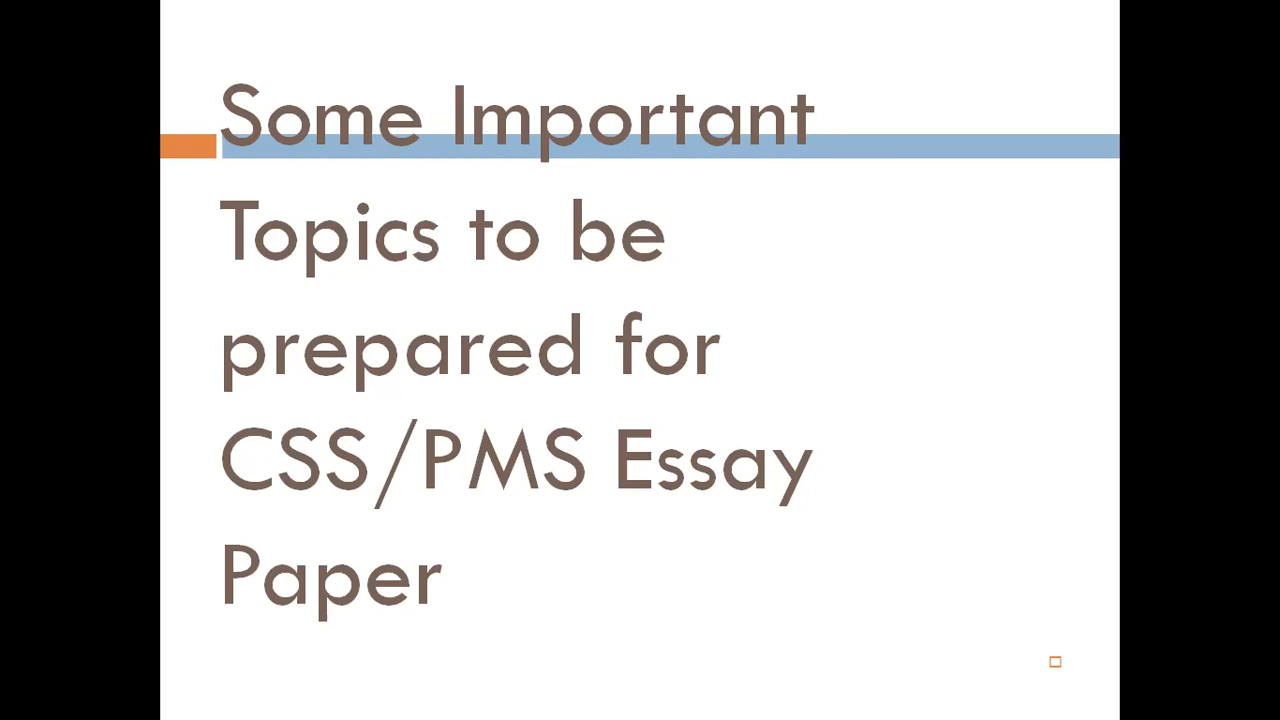 Some Important
Topics to be
prepared for
CSS/PMS Essay
Paper